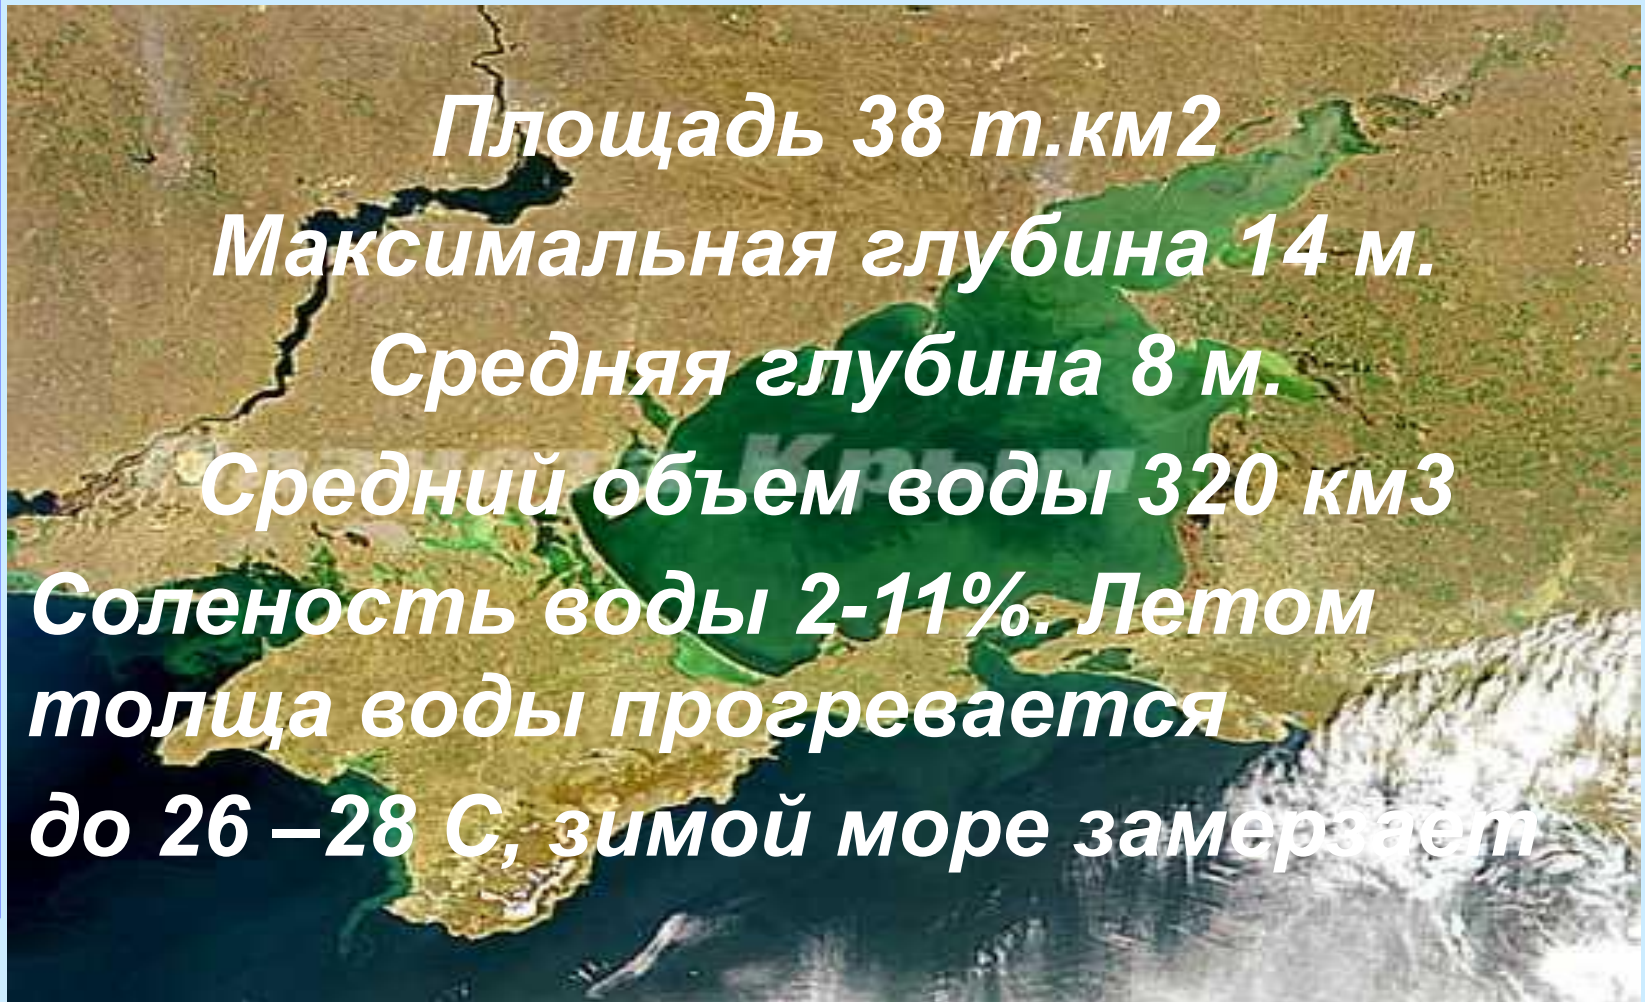 Площадь 38 т.км2
Максимальная глубина 14 м.
Средняя глубина 8 м.
Крым
Средний объем воды 320 км3
Соленость воды 2-11%. Летом
толща воды прогревается
до 26 –28 С, зимой море замерзает